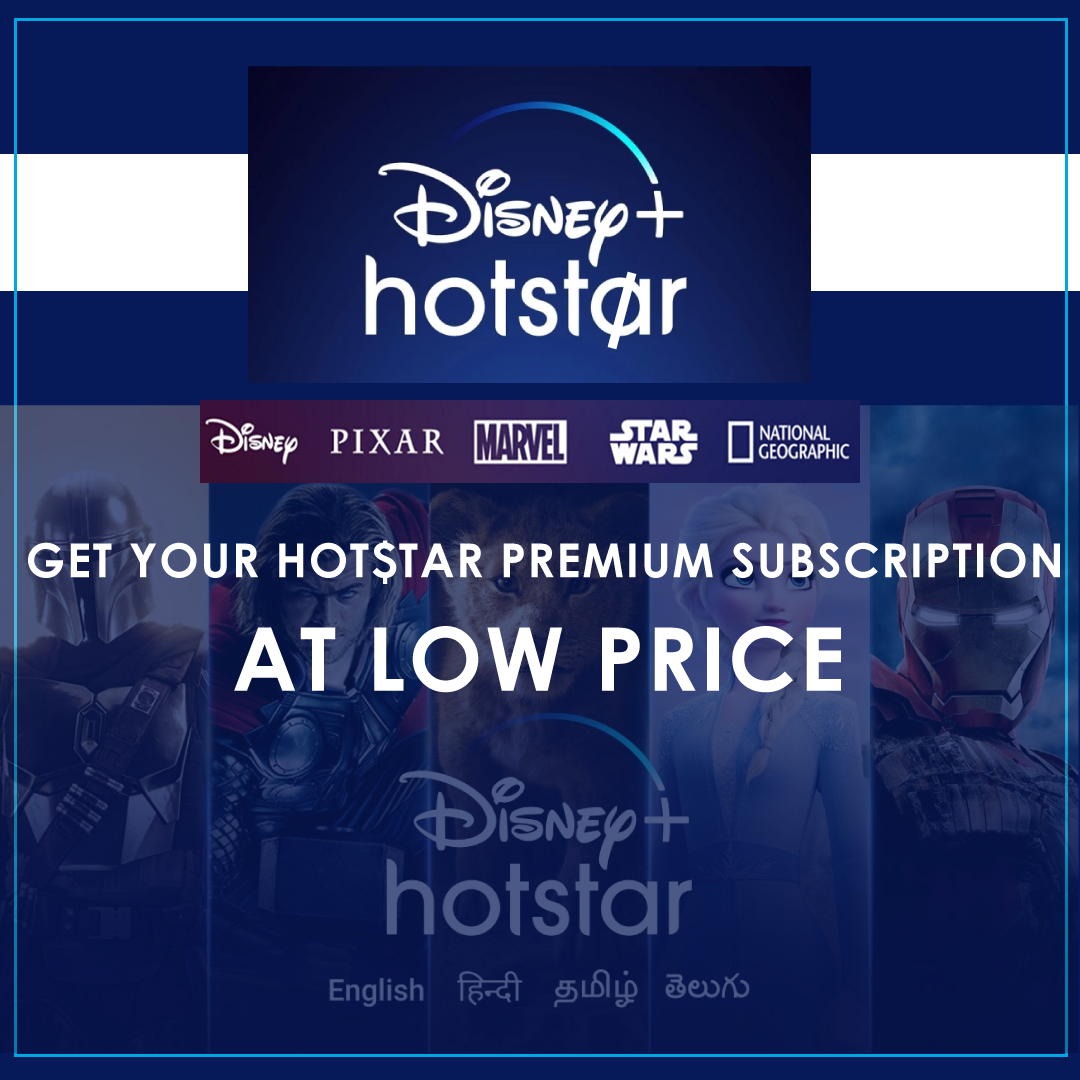 Disney+
hotstør
Disney PIXAR MARVEL STAR WARS NATIONAL GEOGRAPHIC
GET YOUR HOT$TAR PREMIUM SUBSCRIPTION
AT LOW PRICE
Disney+
hotstar
English हिन्दी தமிழ் తెలుగు